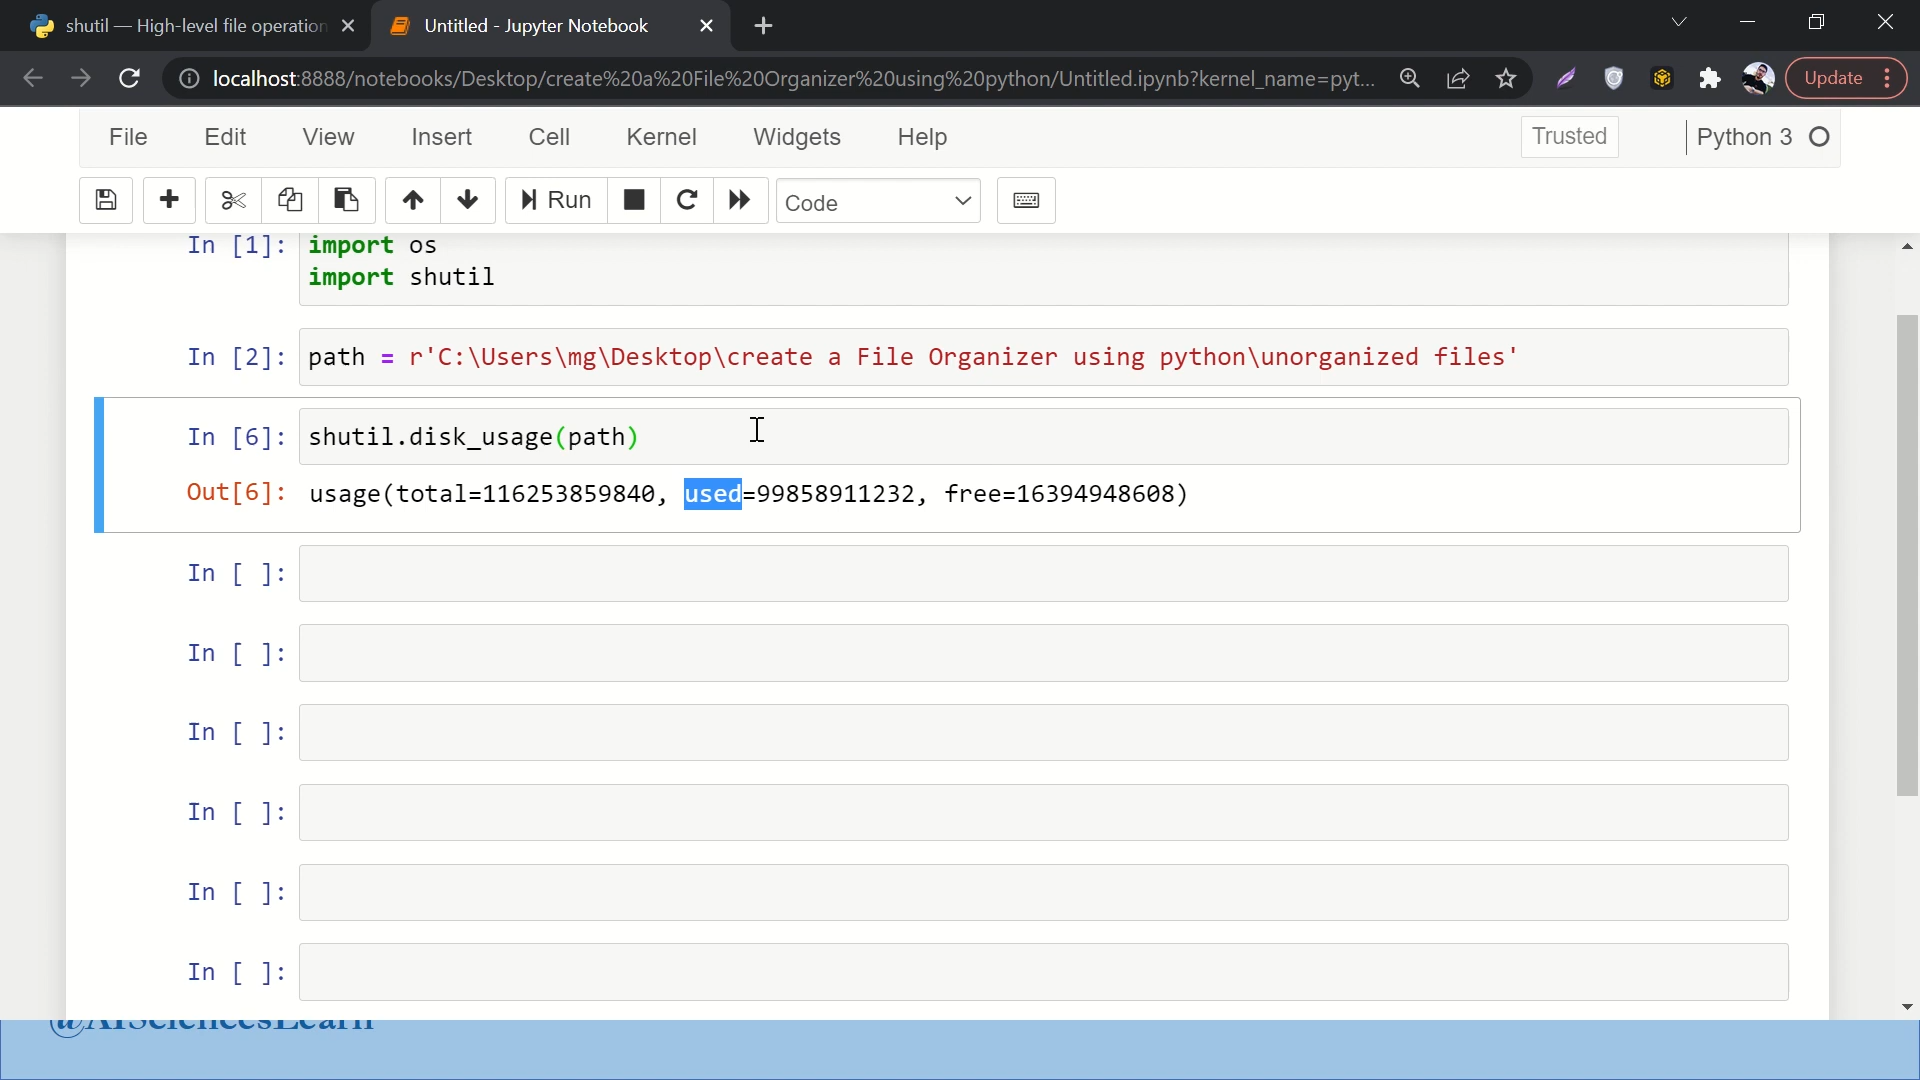 shutil — High-level file operation
Untitled - Jupyter Notebook
localhost:8888/notebooks/Desktop/create%20a%20File%20Organizer%20using%20python/Untitled.ipynb?kernel_name=pyt...
Update
File Edit View Insert Cell Kernel Widgets Help
Trusted
Python 3
Run
Code
In [1]: import os
import shutil
In [2]: path = r'C:\Users\mg\Desktop\create a File Organizer using python\unorganized files'
In [6]: shutil.disk_usage(path)
Out[6]: usage(total=116253859840, used=99858911232, free=16394948608)
In [ ]:
In [ ]:
In [ ]:
In [ ]:
In [ ]:
In [ ]:
@AISciencesLearn